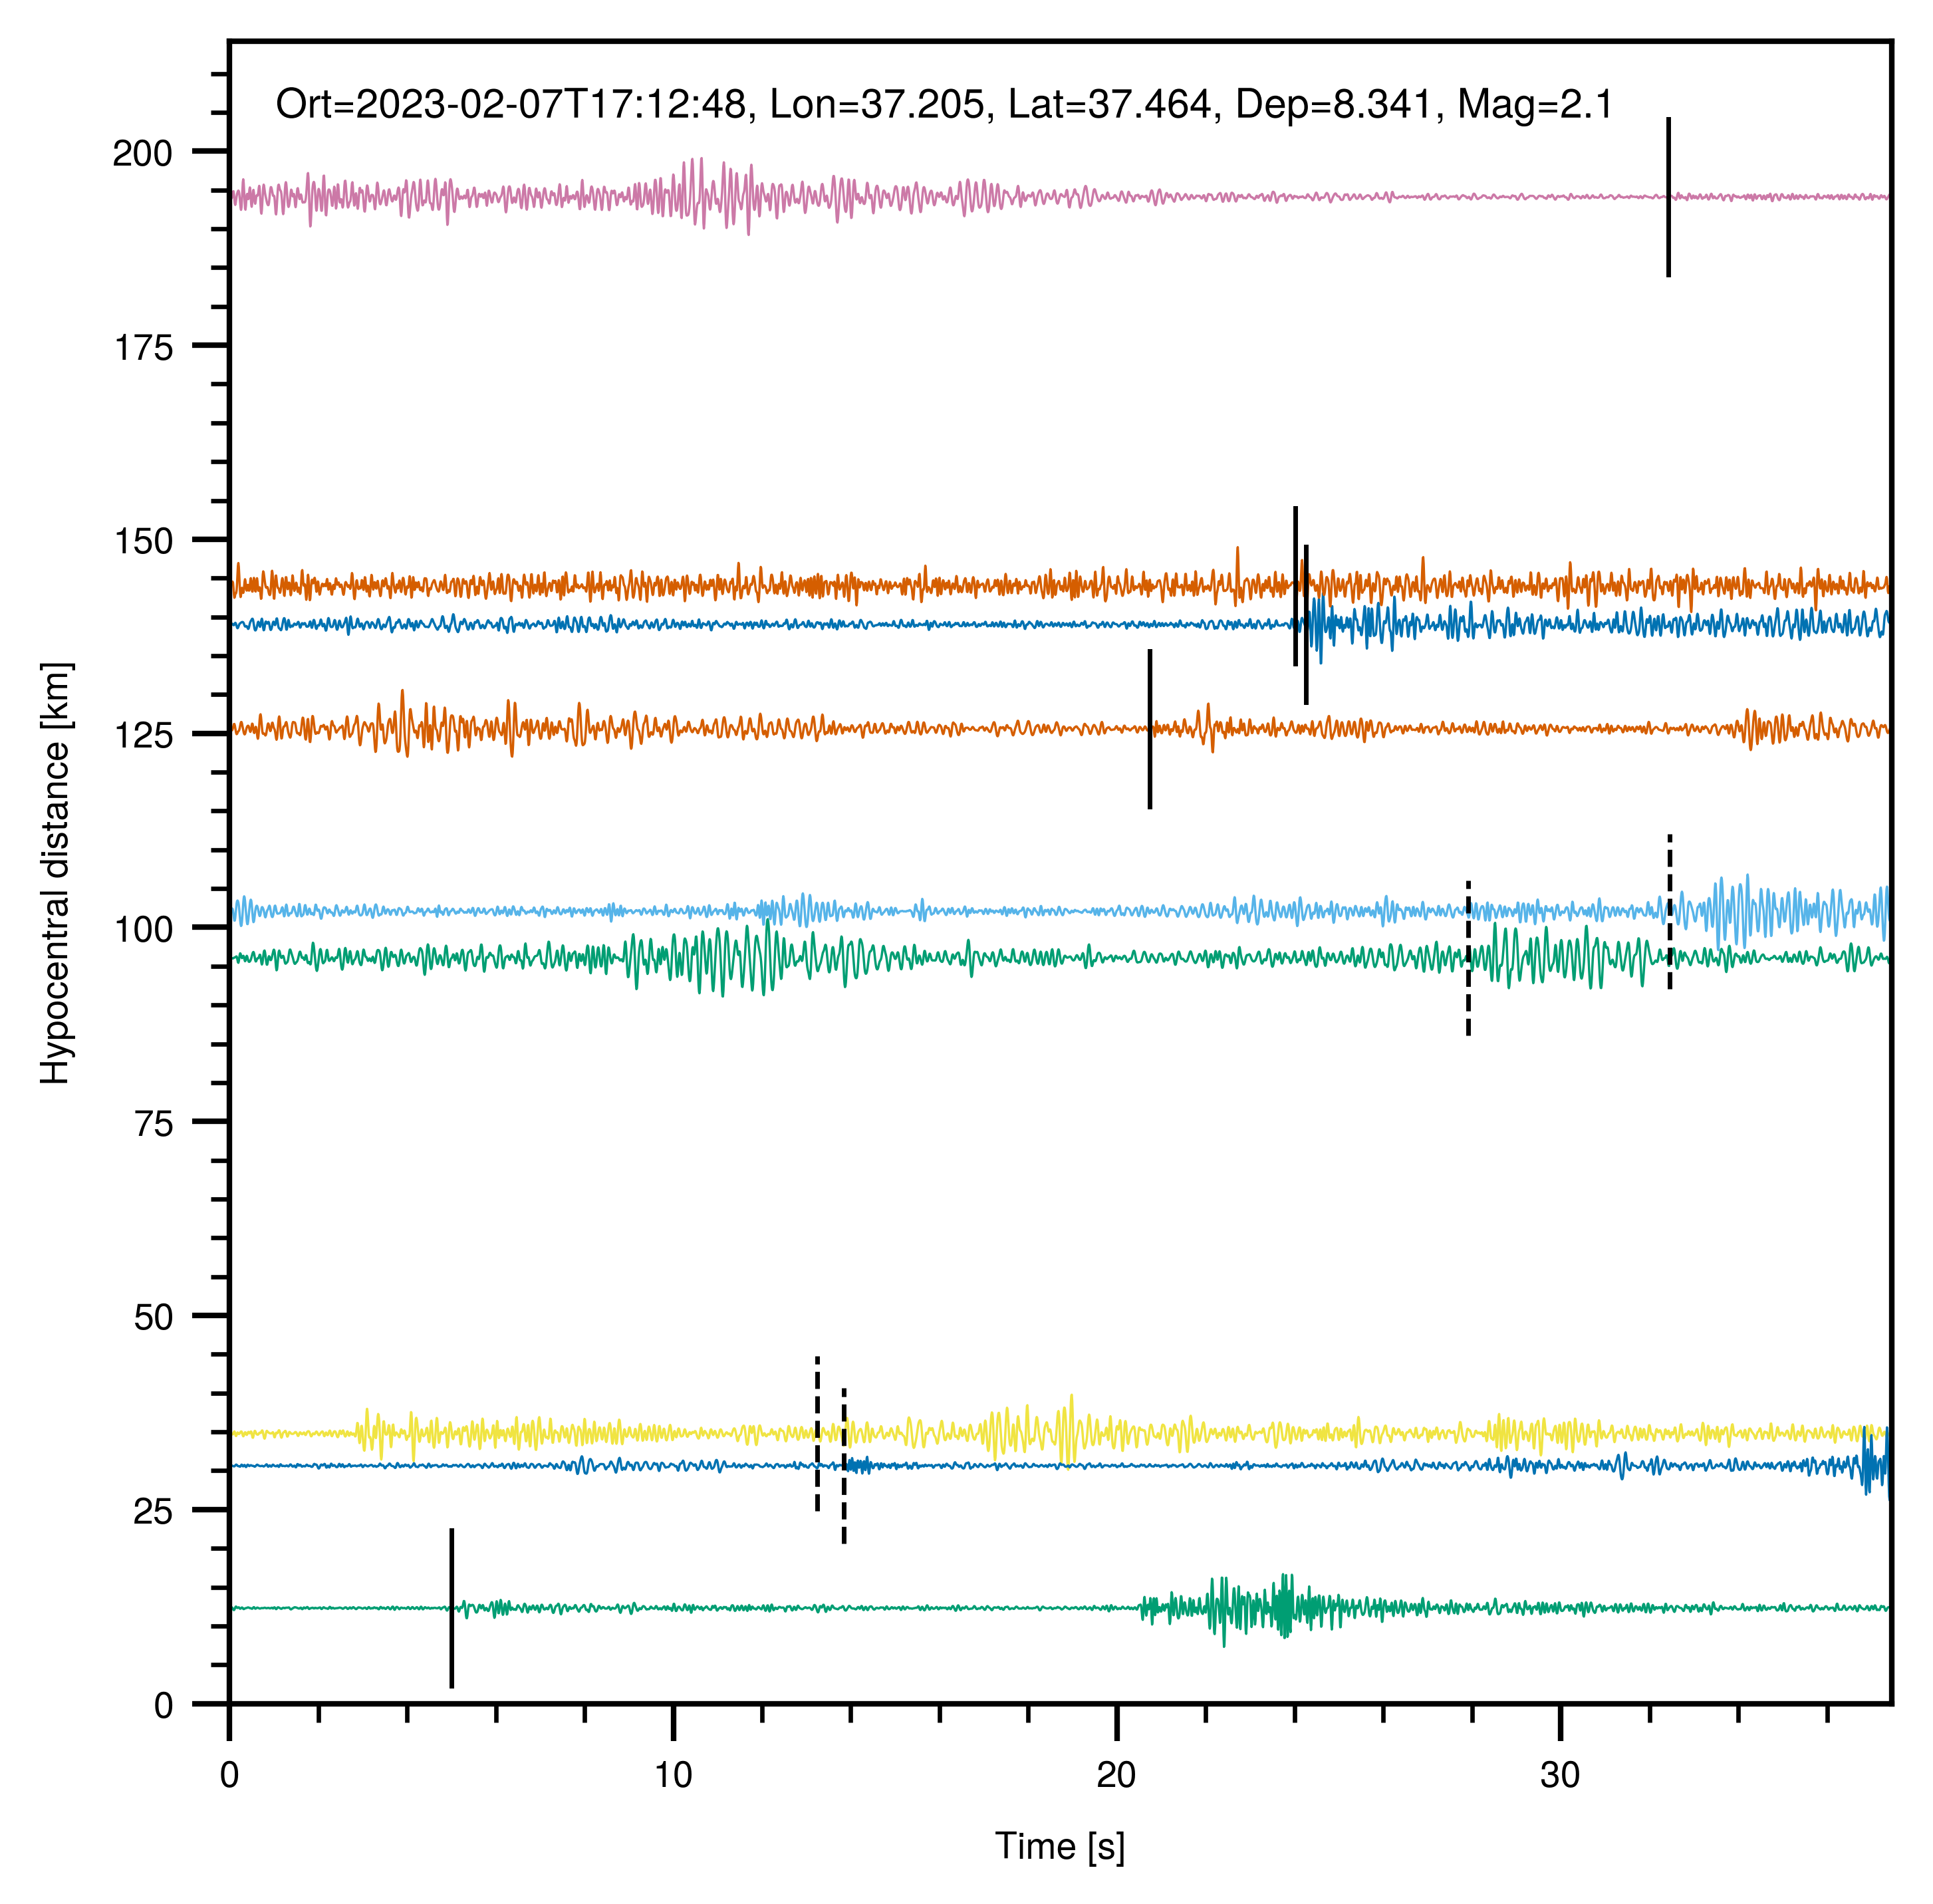 Ort=2023-02-07T17:12:48, Lon=37.205, Lat=37.464, Dep=8.341, Mag=2.1
200
175
150
125
100
75
50
25
0
Hypocentral distance [km]
0 10 20 30
Time [s]